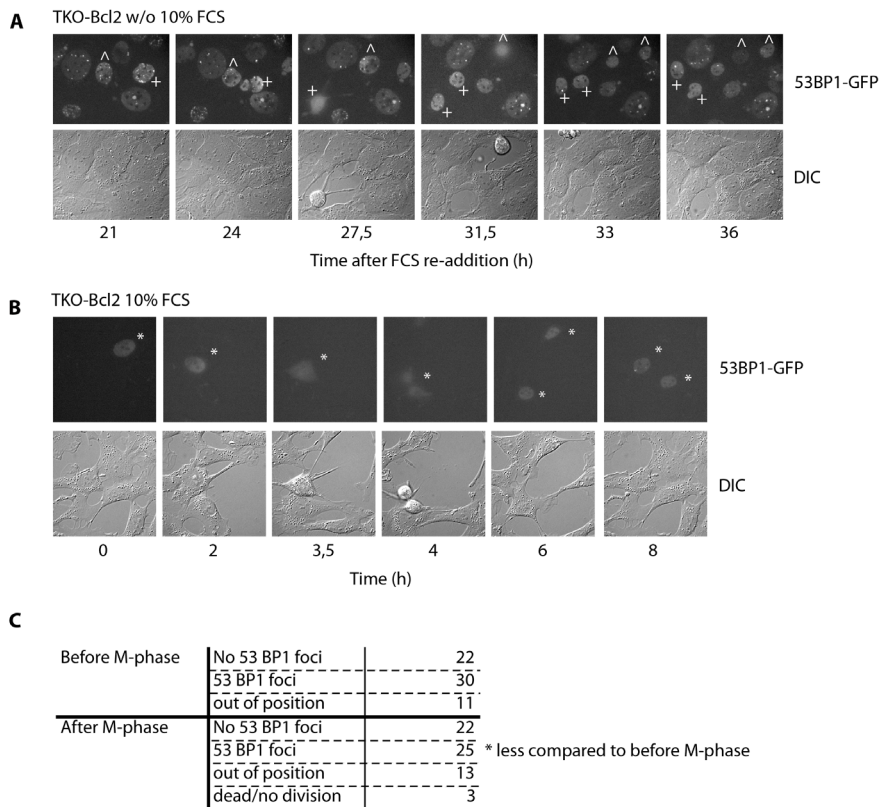 A
TKO-Bcl2 w/o 10% FCS
^ + ^ + ^ + ^ + + ^ ^ + + ^ ^ + +
53BP1-GFP
DIC
21 24 27,5 31,5 33 36
Time after FCS re-addition (h)
B
TKO-Bcl2 10% FCS
* * * * * * * *
53BP1-GFP
DIC
0 2 3,5 4 6 8
Time (h)
C
Before M-phase No 53 BP1 foci 22
53 BP1 foci 30
out of position 11
After M-phase No 53 BP1 foci 22
53 BP1 foci 25 * less compared to before M-phase
out of position 13
dead/no division 3